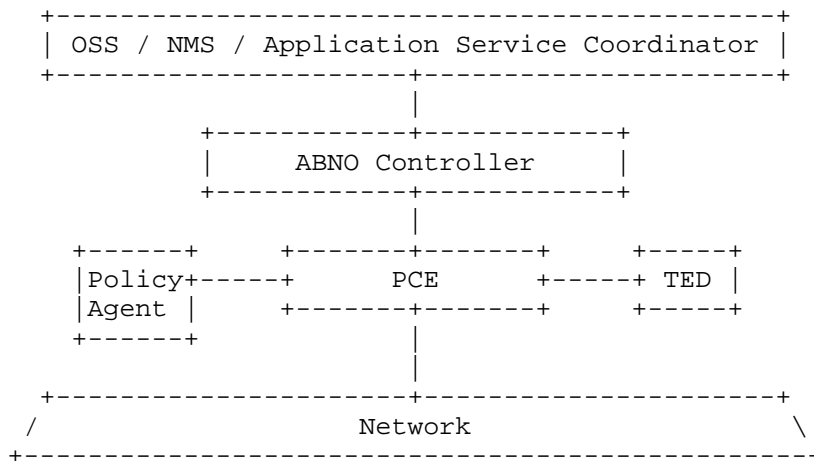 OSS / NMS / Application Service Coordinator
ABNO Controller
Policy PCE TED
Agent
Network